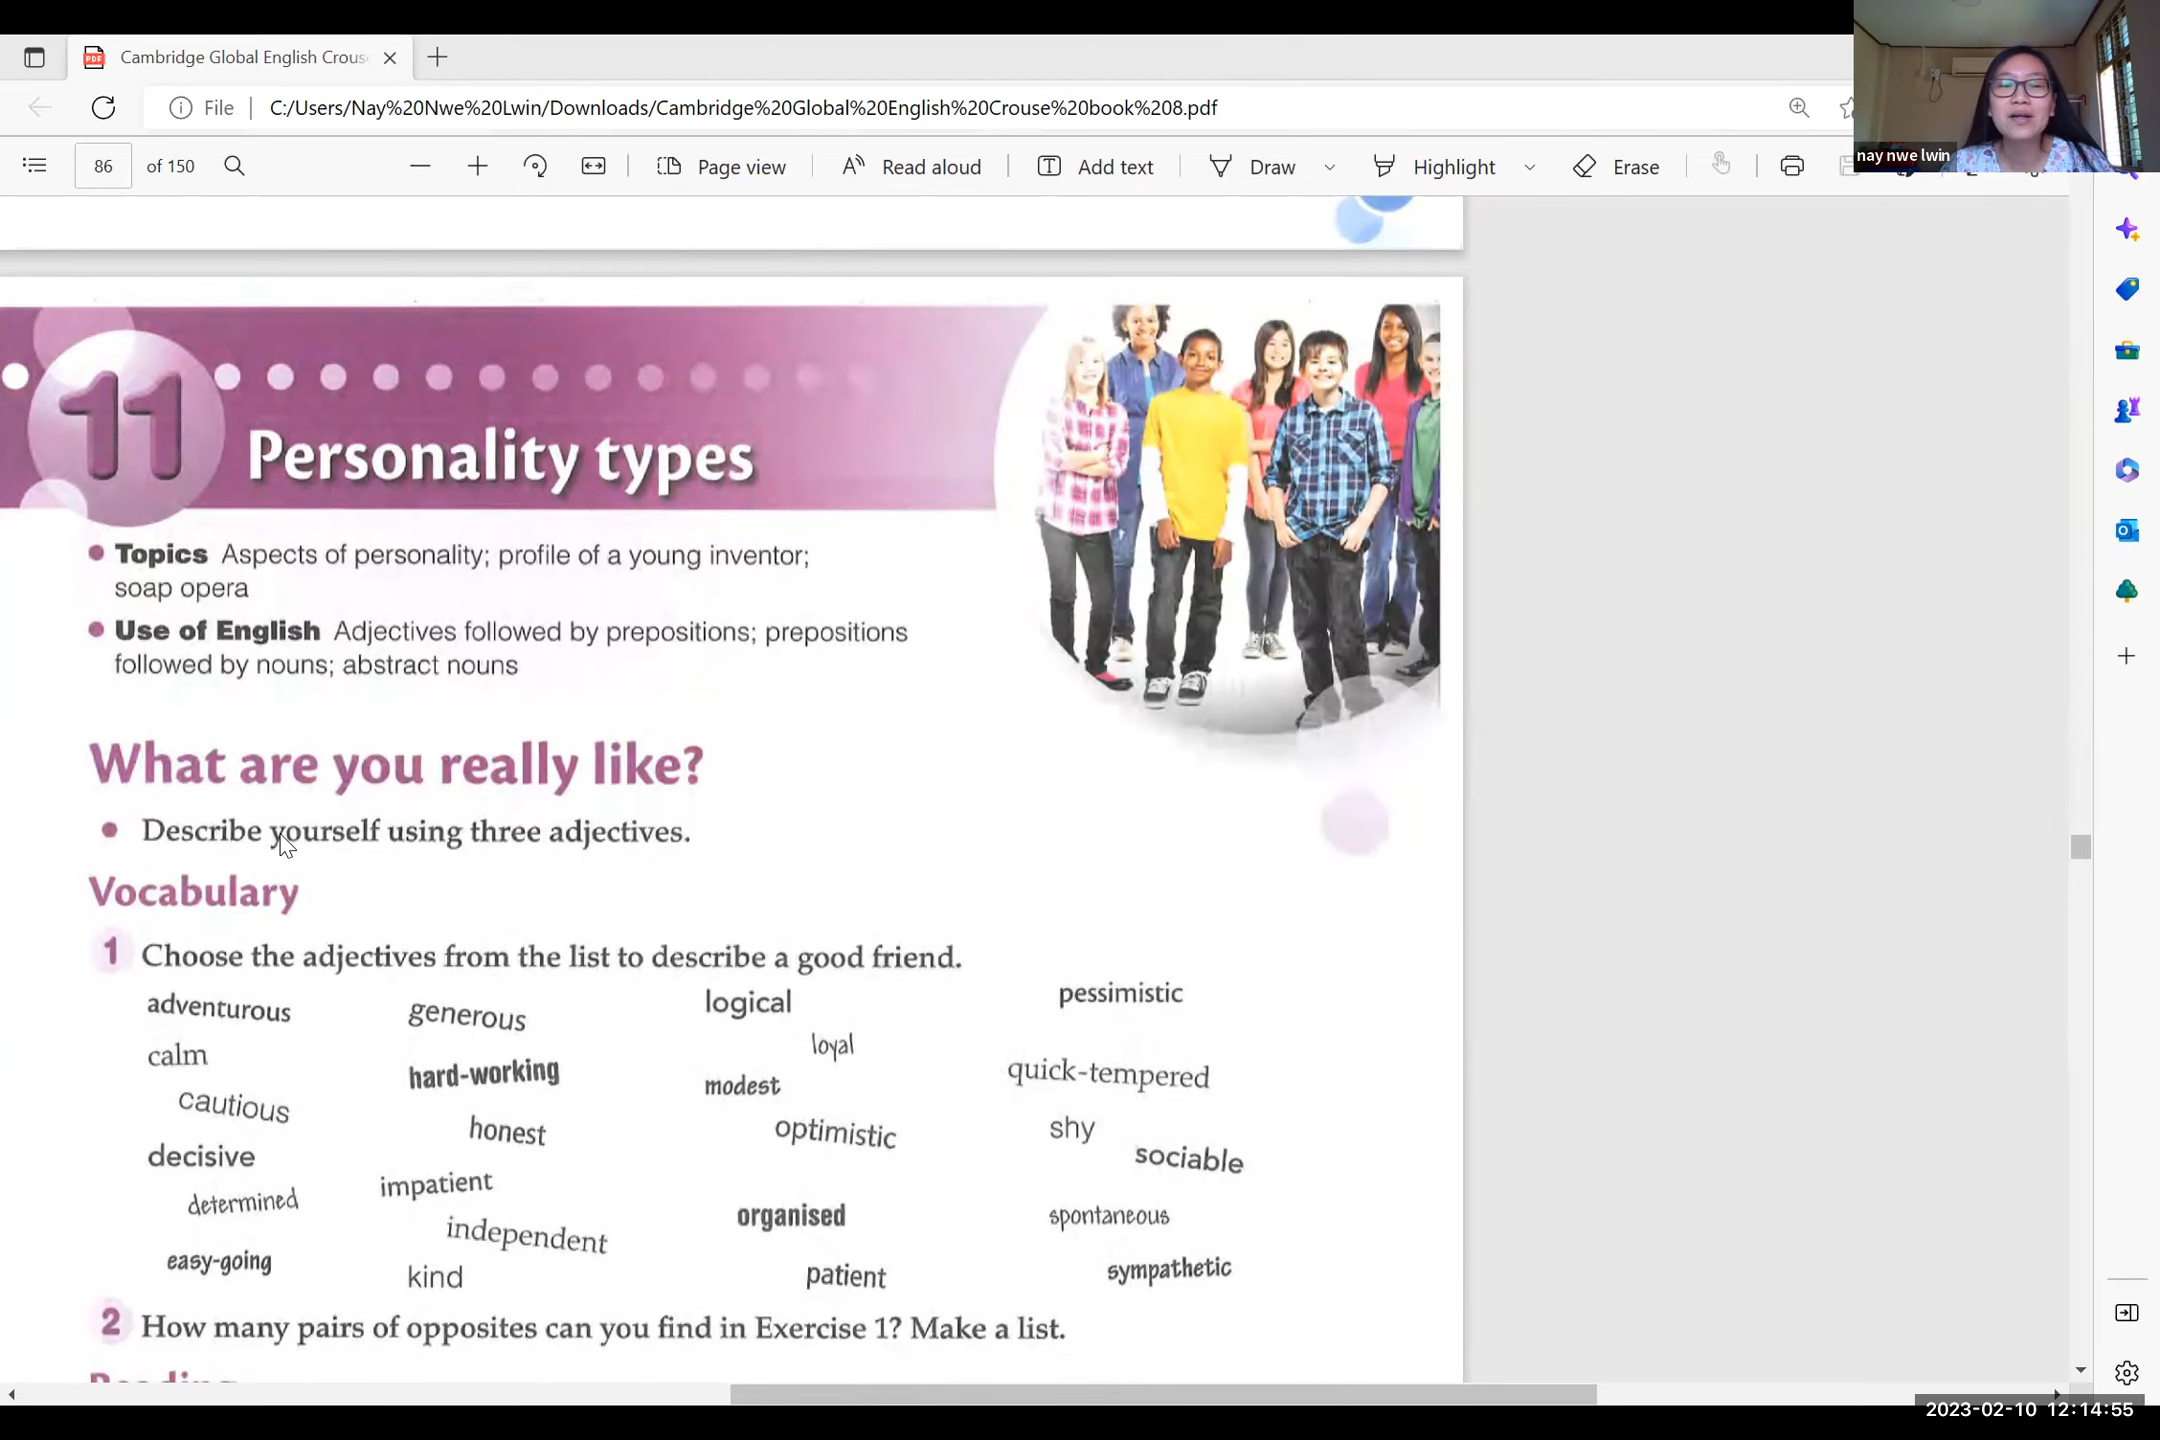 Cambridge Global English Crous
File
C:/Users/Nay%20Nwe%20Lwin/Downloads/Cambridge%20Global%20English%20Crouse%20book%208.pdf
nay nwe lwin
86 of 150
Page view
Read aloud
Add text
Draw
Highlight
Erase
11
Personality types
Topics Aspects of personality; profile of a young inventor;
soap opera
Use of English Adjectives followed by prepositions; prepositions
followed by nouns; abstract nouns
What are you really like?
Describe yourself using three adjectives.
Vocabulary
1 Choose the adjectives from the list to describe a good friend.
adventurous generous logical pessimistic
loyal
calm hard-working modest quick-tempered
cautious honest optimistic shy
decisive sociable
impatient
determined organised spontaneous
independent
easy-going kind patient sympathetic
2 How many pairs of opposites can you find in Exercise 1? Make a list.
2023-02-10 12:14:55